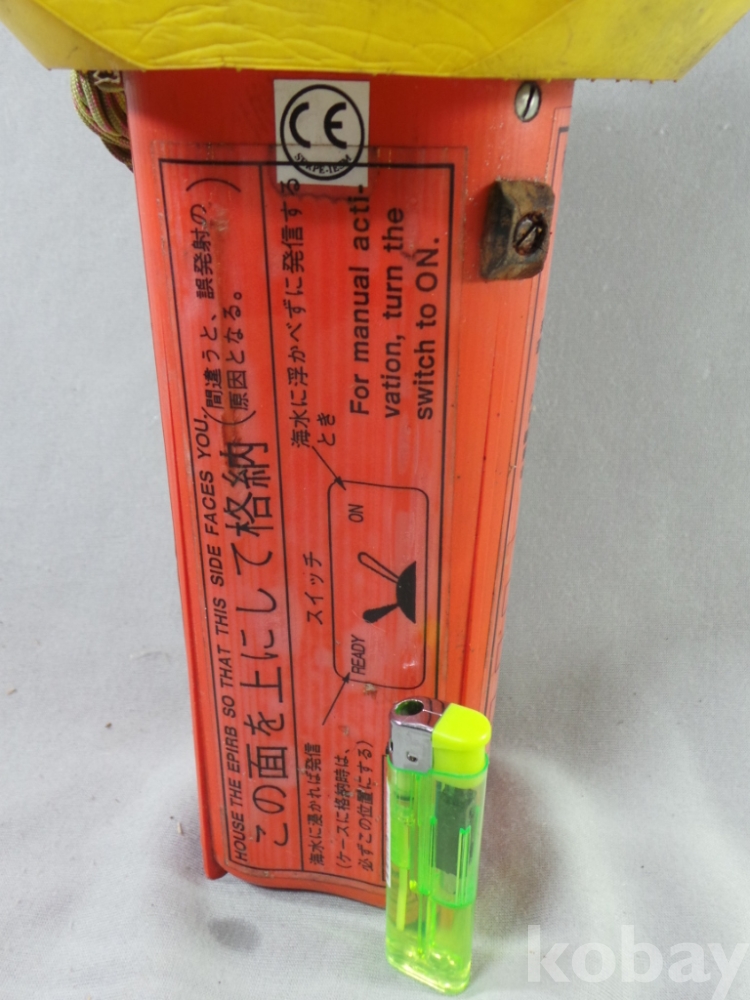 CE
HOUSE THE EPIRB SO THAT THIS SIDE FACES YOU.
この面を上にして格納(間違うと、誤発射の
原因となる。)
海水に浮かべずに発信する
とき
For manual acti-
vation, turn the
switch to ON.
スイッチ
ON
READY
海水に浸かれば発信
(ケースに格納時は、
必ずこの位置にする)
kobay